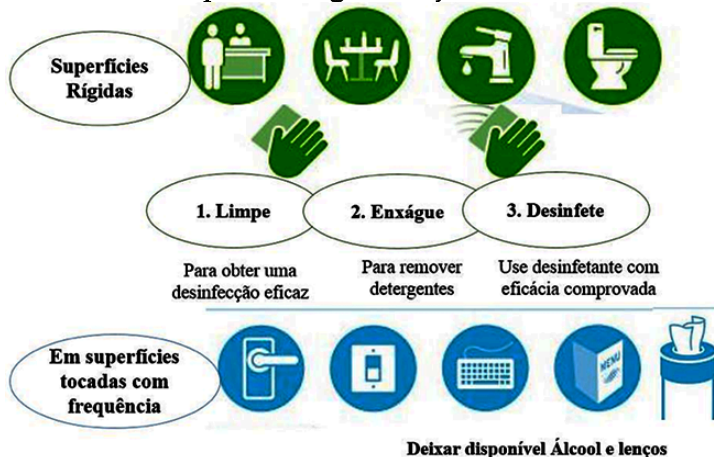 Superfícies
Rígidas
1. Limpe
2. Enxágue
3. Desinfete
Para obter uma
desinfecção eficaz
Para remover
detergentes
Use desinfetante com
eficácia comprovada
Em superfícies
tocadas com
frequência
MENU
Deixar disponível Álcool e lenços